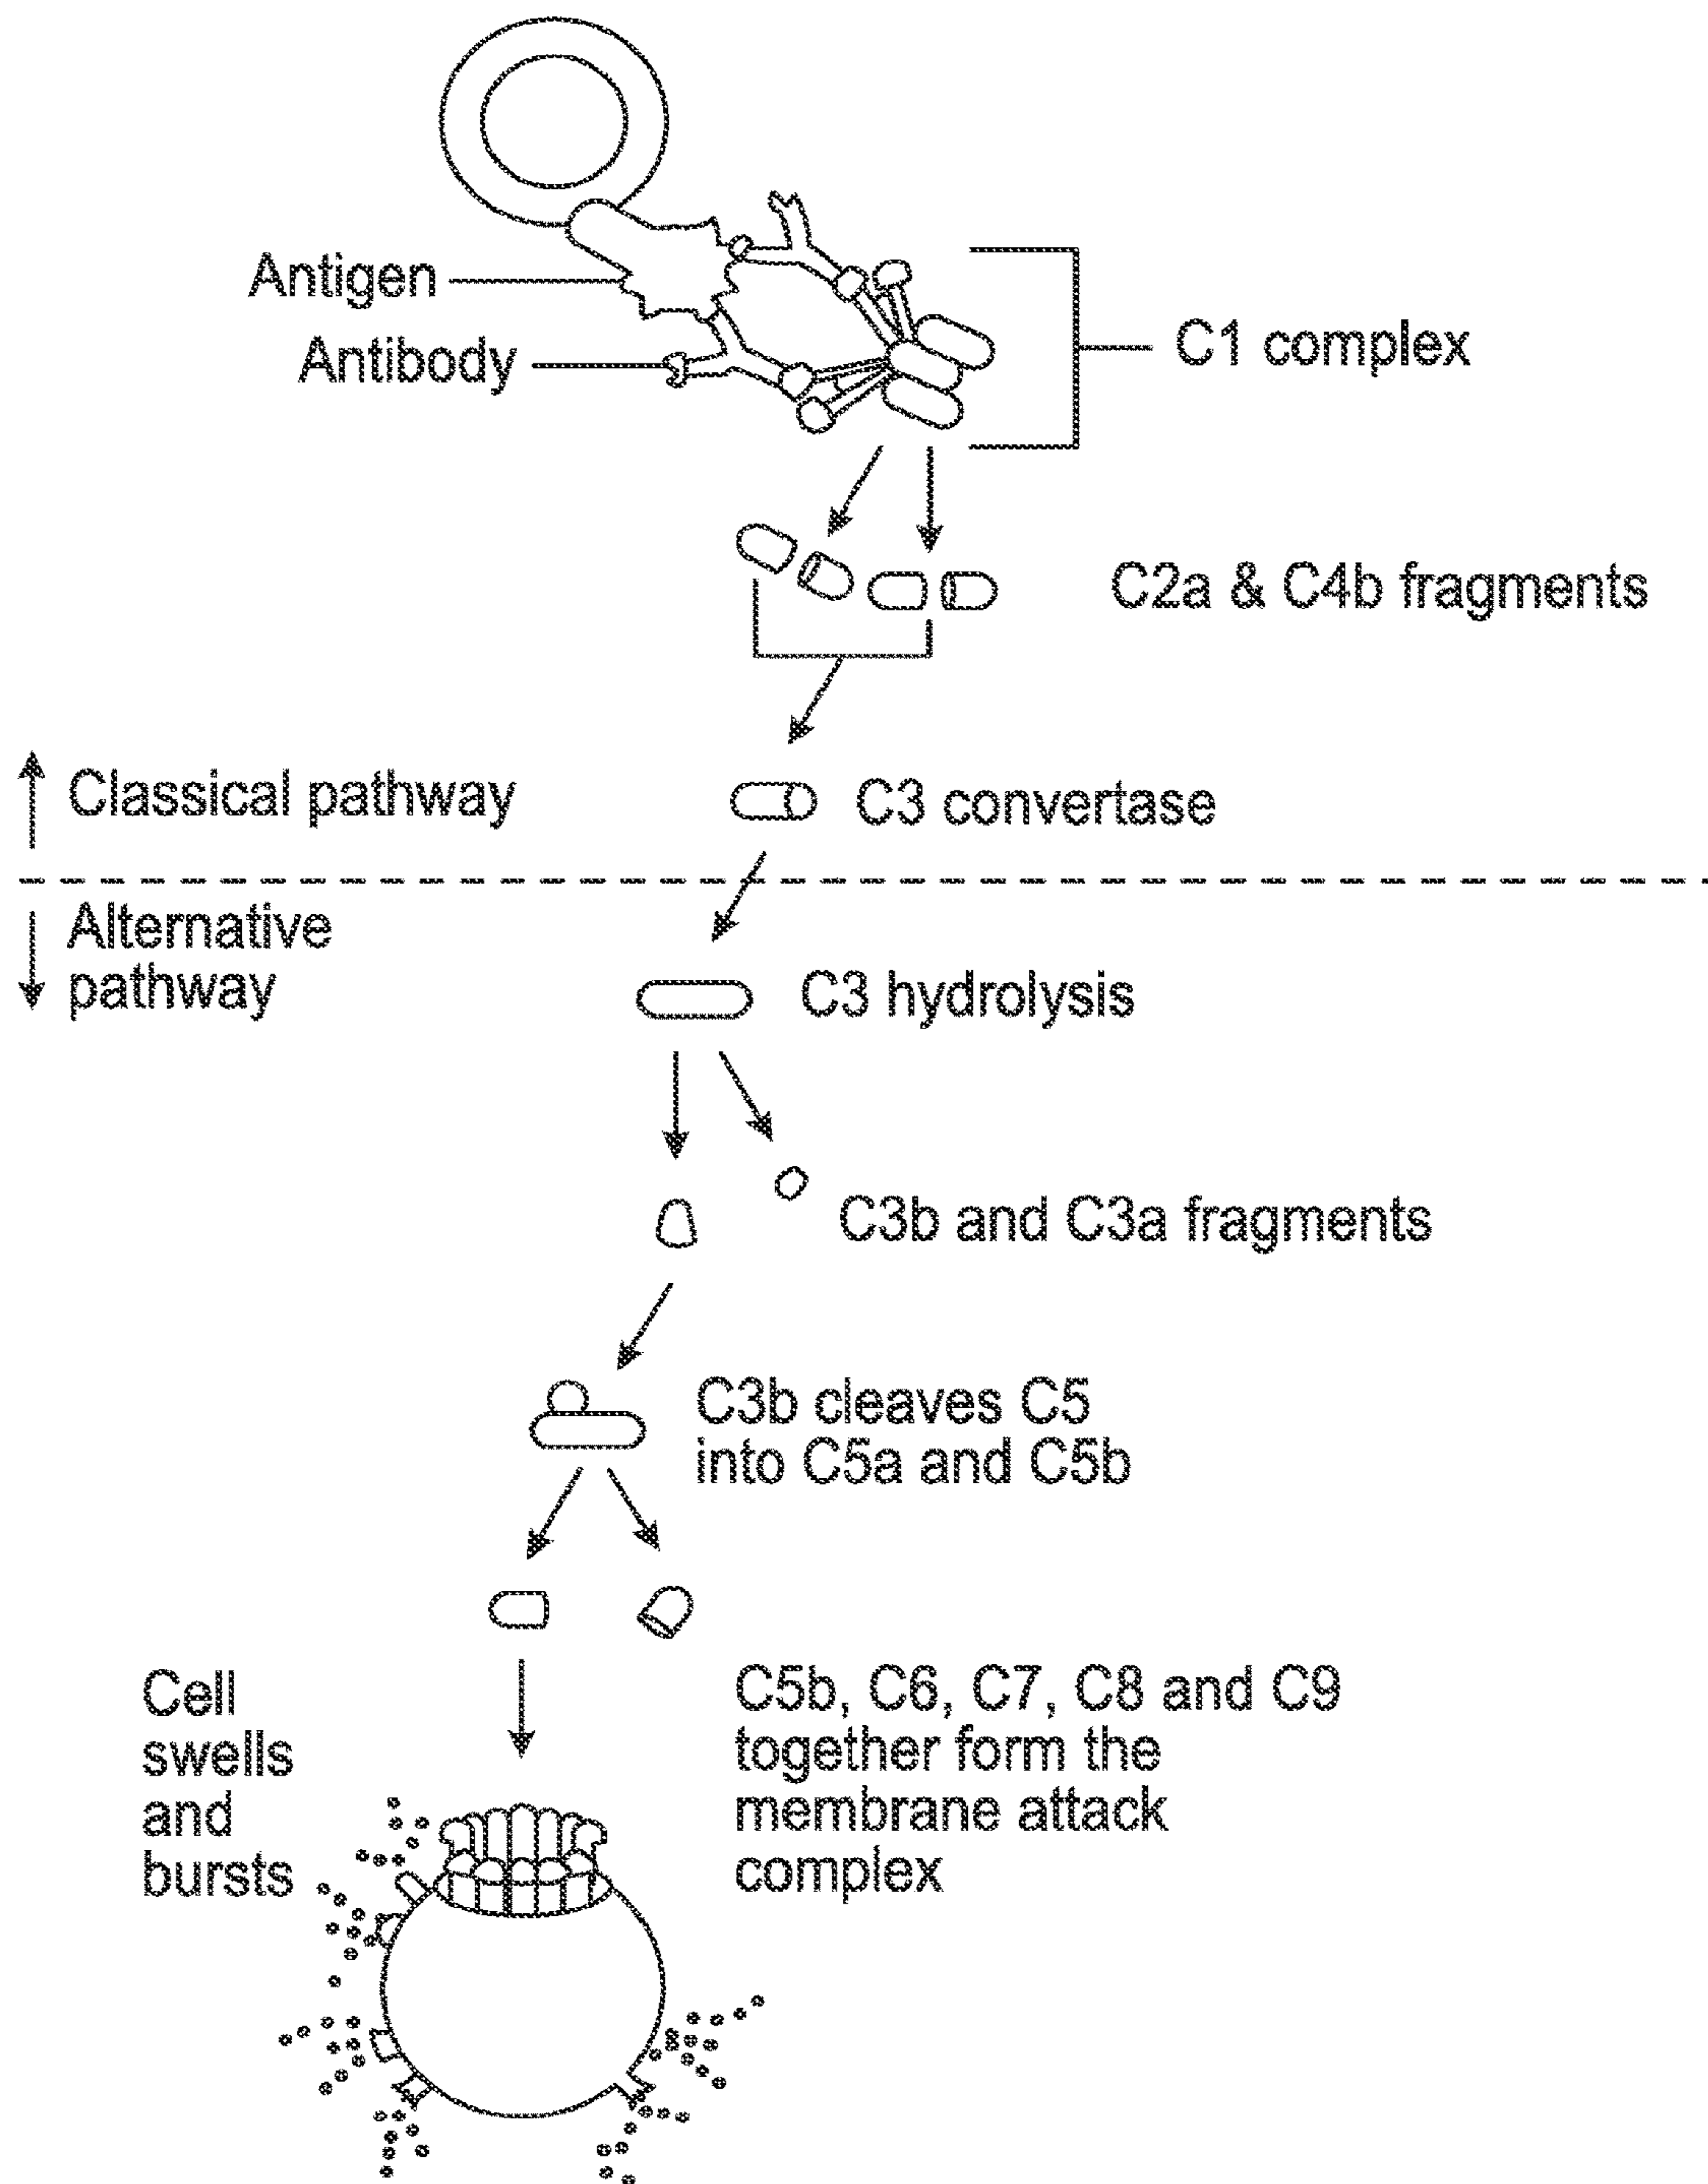 Antigen
Antibody
C1 complex
C2a & C4b fragments
Classical pathway
C3 convertase
Alternative
pathway
C3 hydrolysis
C3b and C3a fragments
C3b cleaves C5
into C5a and C5b
Cell
swells
and
bursts
C5b, C6, C7, C8 and C9
together form the
membrane attack
complex